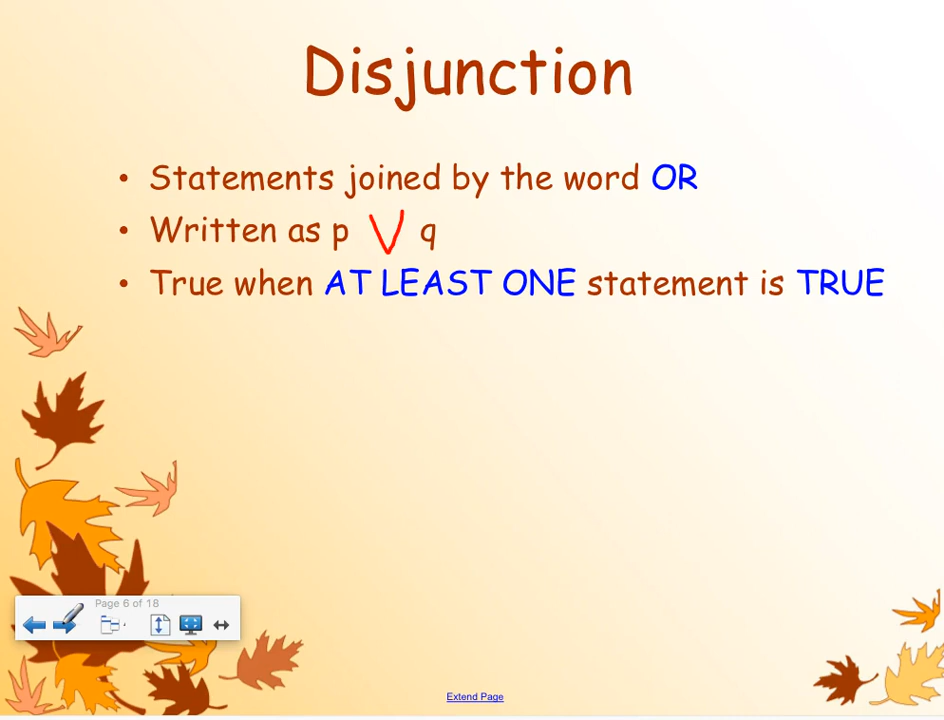 Disjunction
• Statements joined by the word OR
• Written as p V q
• True when AT LEAST ONE statement is TRUE
Page 6 of 18
Extend Page